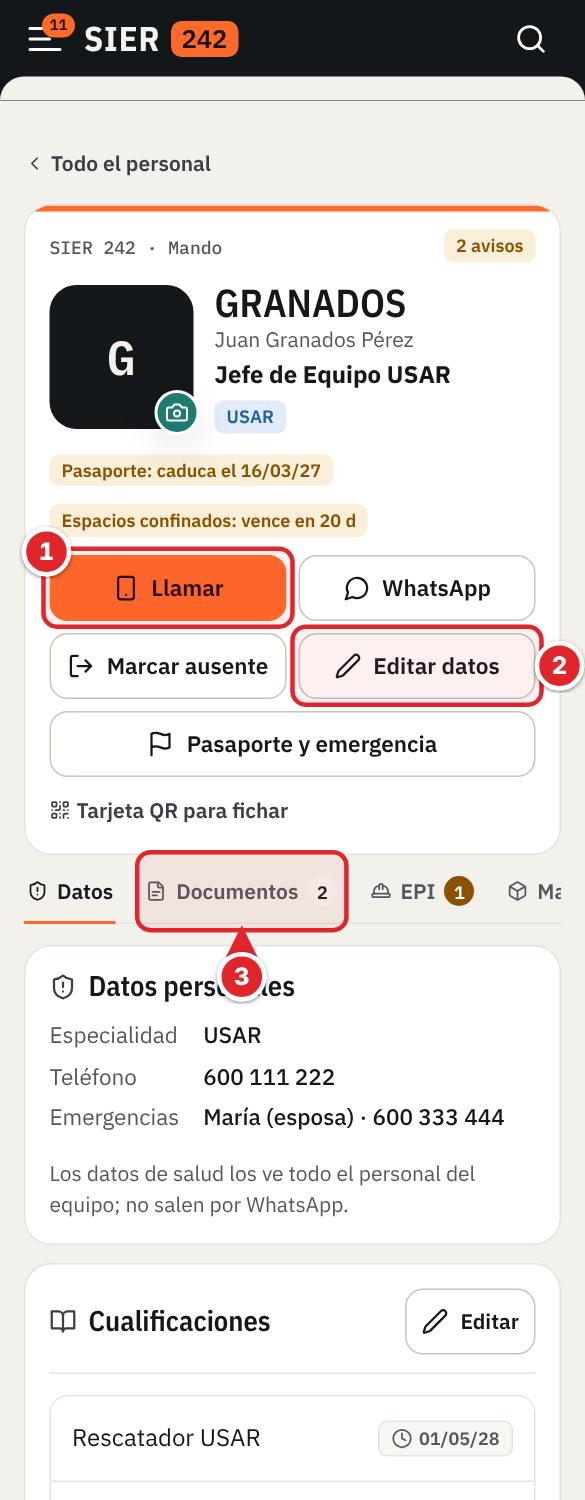 11
SIER 242
Todo el personal
SIER 242 · Mando
2 avisos
G
GRANADOS
Juan Granados Pérez
Jefe de Equipo USAR
USAR
Pasaporte: caduca el 16/03/27
Espacios confinados: vence en 20 d
1
Llamar
WhatsApp
Marcar ausente
Editar datos
2
Pasaporte y emergencia
Tarjeta QR para fichar
Datos
Documentos 2
EPI 1
Ma
3
Datos personales
Especialidad USAR
Teléfono 600 111 222
Emergencias María (esposa) · 600 333 444
Los datos de salud los ve todo el personal del
equipo; no salen por WhatsApp.
Cualificaciones
Editar
Rescatador USAR
01/05/28